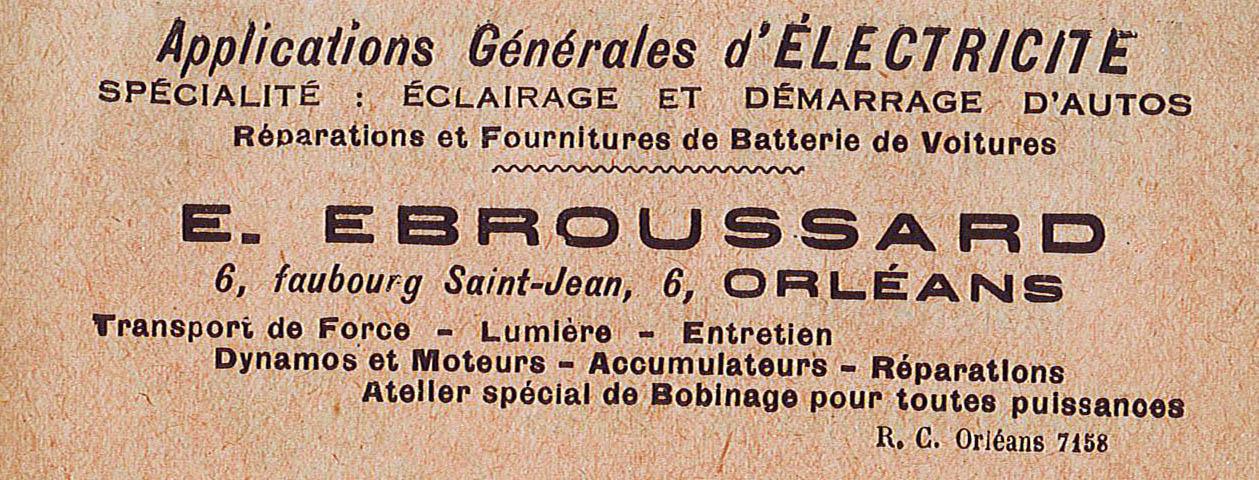 Applications Générales d'ÉLECTRICITÉ
SPÉCIALITÉ : ÉCLAIRAGE ET DÉMARRAGE D'AUTOS
Réparations et Fournitures de Batterie de Voitures
E. EBROUSSARD
6, faubourg Saint-Jean, 6, ORLÉANS
Transport de Force - Lumière - Entretien
Dynamos et Moteurs - Accumulateurs - Réparations
Atelier spécial de Bobinage pour toutes puissances
R. C. Orléans 7158